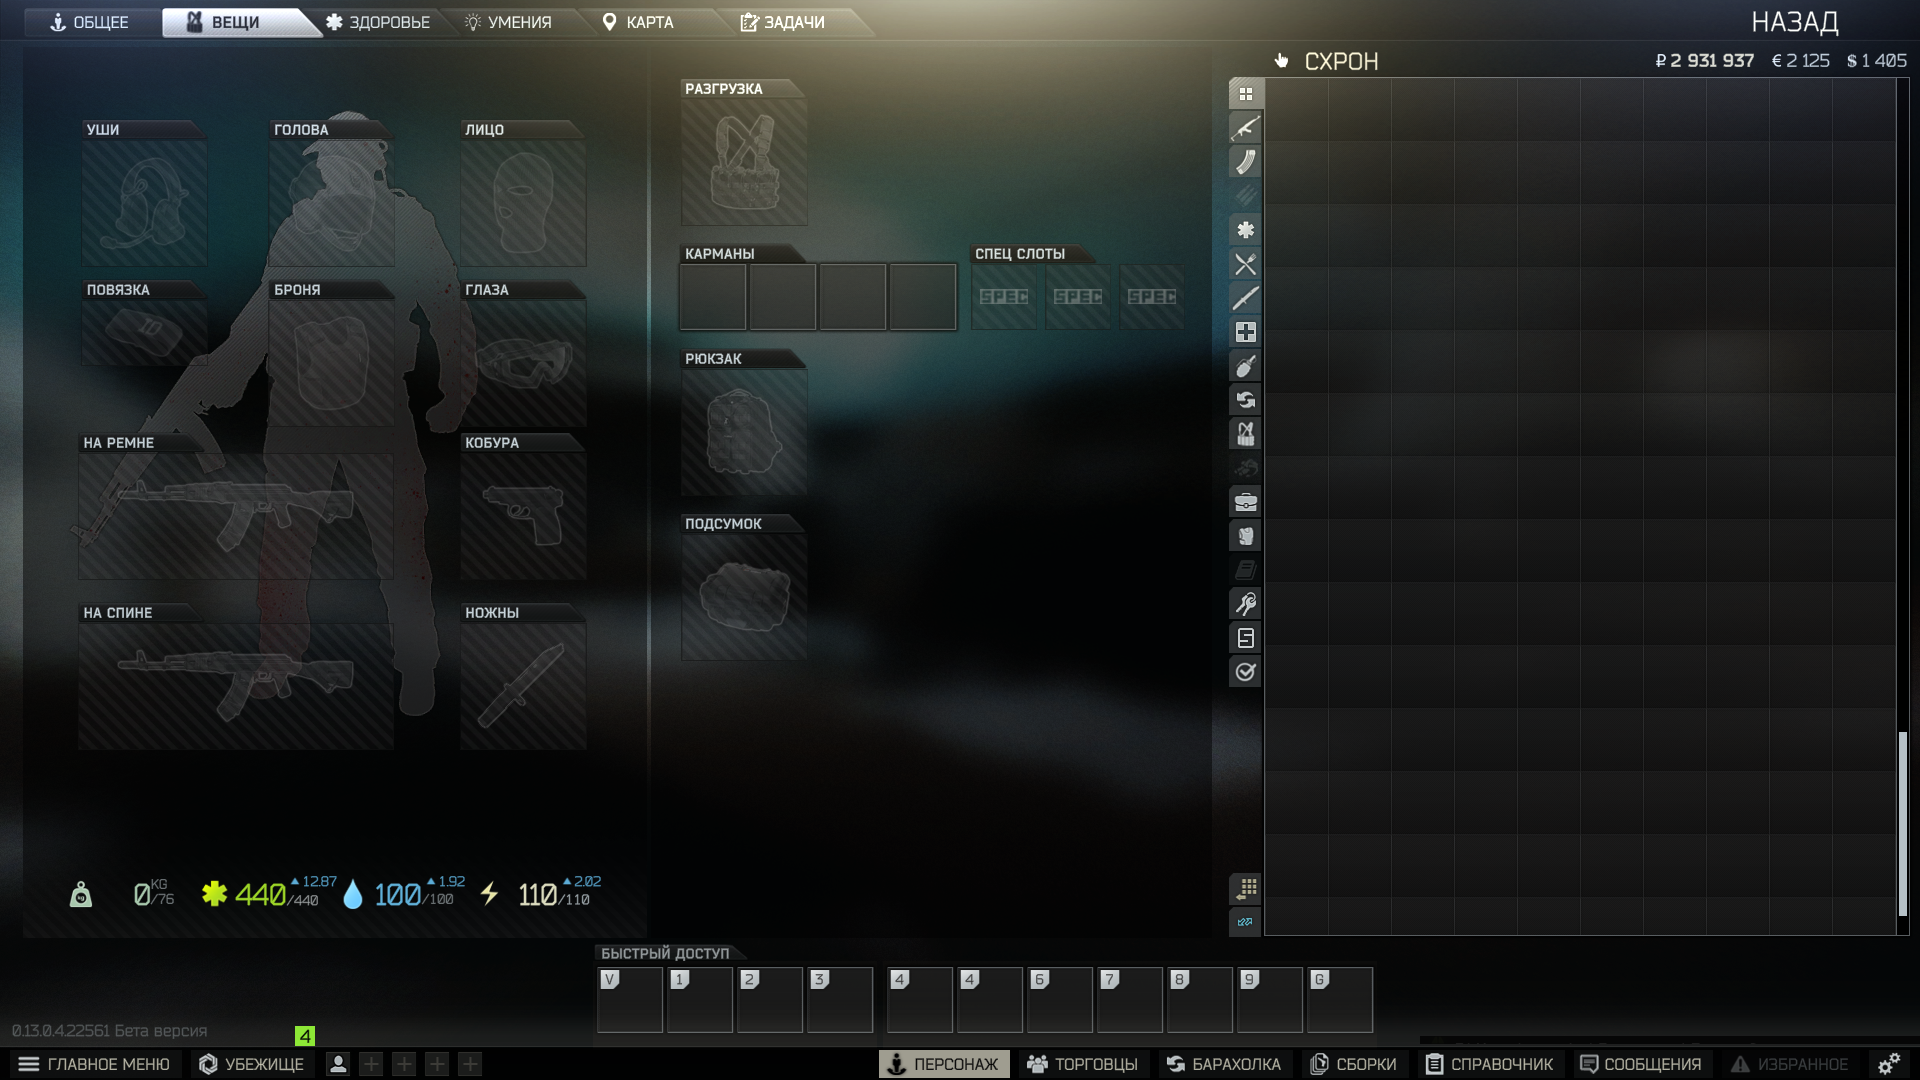 ОБЩЕЕ
ВЕЩИ
ЗДОРОВЬЕ
УМЕНИЯ
КАРТА
ЗАДАЧИ
НАЗАД
СХРОН
₽ 2 931 937
€ 2 125
$ 1 405
УШИ
ГОЛОВА
ЛИЦО
РАЗГРУЗКА
КАРМАНЫ
СПЕЦ СЛОТЫ
SPEC
SPEC
SPEC
ПОВЯЗКА
БРОНЯ
ГЛАЗА
РЮКЗАК
НА РЕМНЕ
КОБУРА
ПОДСУМОК
НА СПИНЕ
НОЖНЫ
0 KG /76
440 /440 ▲ 12.87
100 /100 ▲ 1.92
110 /110 ▲ 2.02
БЫСТРЫЙ ДОСТУП
V
1
2
3
4
4
6
7
8
9
G
0.13.0.4.22561 Бета версия
4
ГЛАВНОЕ МЕНЮ
УБЕЖИЩЕ
ПЕРСОНАЖ
ТОРГОВЦЫ
БАРАХОЛКА
СБОРКИ
СПРАВОЧНИК
СООБЩЕНИЯ
ИЗБРАННОЕ